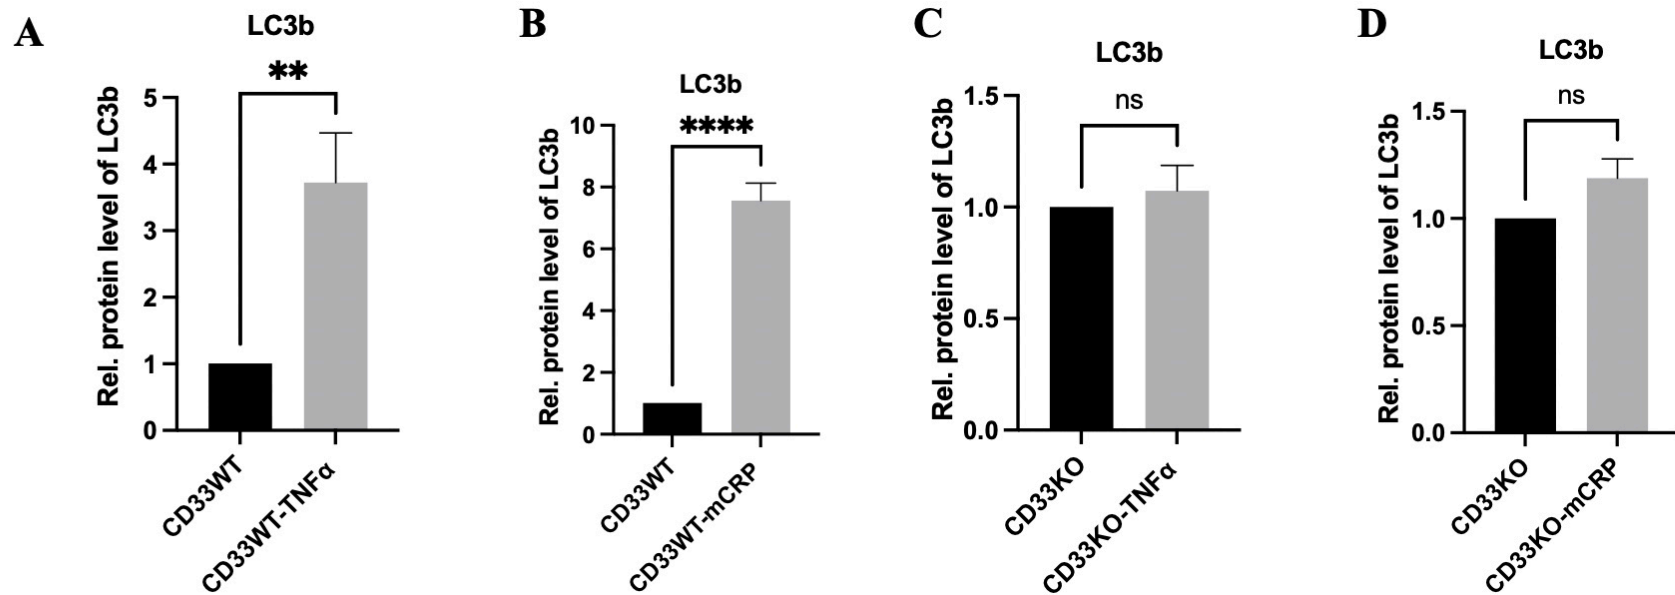 A
LC3b
**
Rel. protein level of LC3b
5
4
3
2
1
0
CD33WT
CD33WT-TNFα
B
LC3b
****
Rel. protein level of LC3b
10
8
6
4
2
0
CD33WT
CD33WT-mCRP
C
LC3b
ns
Rel. protein level of LC3b
1.5
1.0
0.5
0.0
CD33KO
CD33KO-TNFα
D
LC3b
ns
Rel. protein level of LC3b
1.5
1.0
0.5
0.0
CD33KO
CD33KO-mCRP